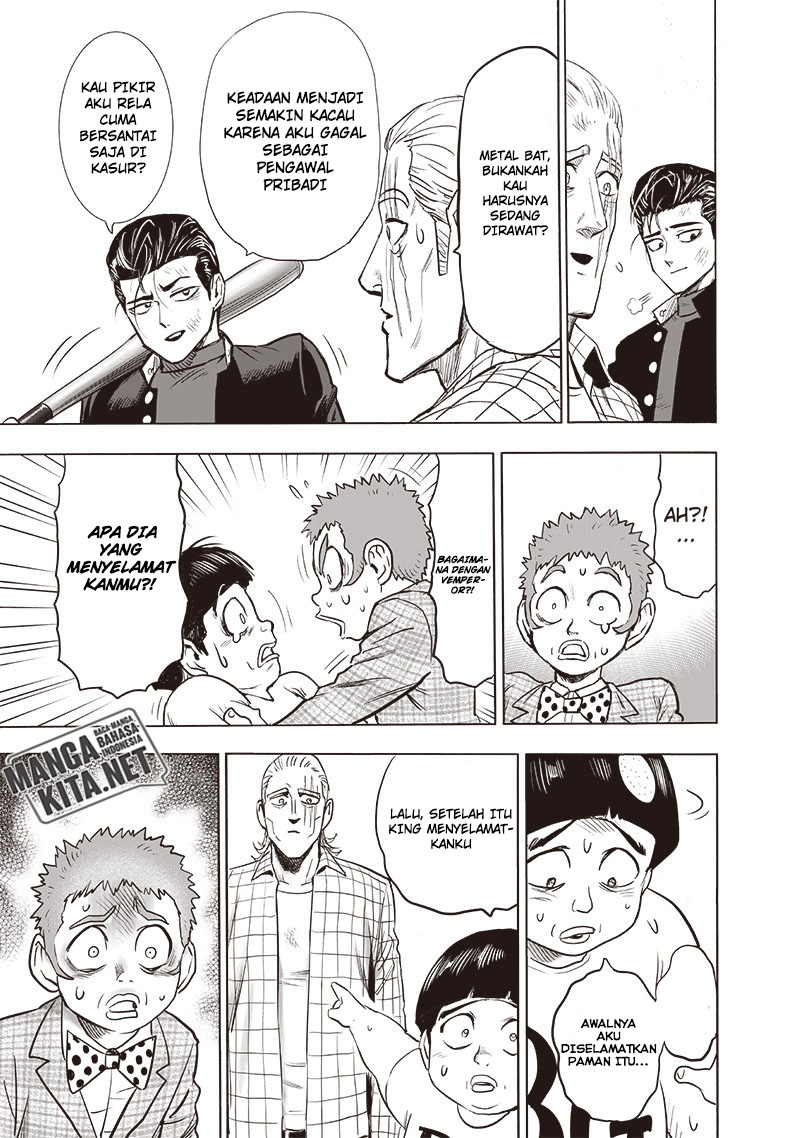 METAL BAT,
BUKANKAH
KAU
HARUSNYA
SEDANG
DIRAWAT?
KEADAAN MENJADI
SEMAKIN KACAU
KARENA AKU GAGAL
SEBAGAI
PENGAWAL
PRIBADI
KAU PIKIR
AKU RELA
CUMA
BERSANTAI
SAJA DI
KASUR?
AH?!
...
BAGAIMA-
NA DENGAN
VEMPER-
OR?!
APA DIA
YANG
MENYELAMAT
KANMU?!
AWALNYA
AKU
DISELAMATKAN
PAMAN ITU...
LALU, SETELAH ITU
KING MENYELAMAT-
KANKU
MANGA
BACA MANGA
BAHASA
INDONESIA
KITA.NET